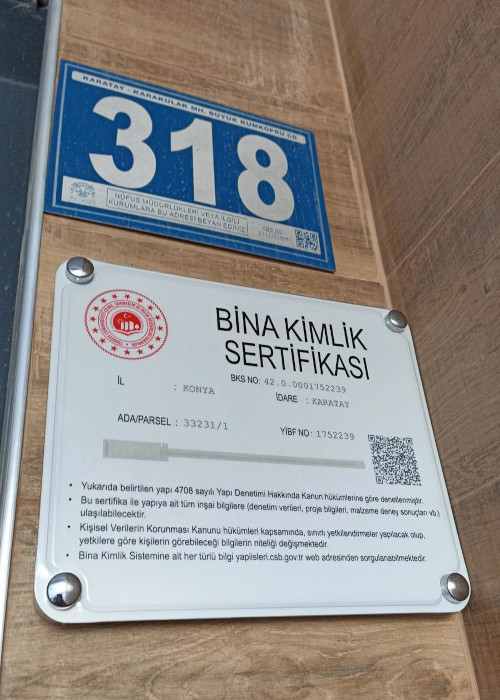 KARATAY - KARAKULAK MH. BÜYÜK KUMKÖPRÜ CD.
318
NÜFUS MÜDÜRLÜKLERİ VEYA İLGİLİ
KURUMLARA BU ADRESİ BEYAN EDİNİZ
BİNA KİMLİK
SERTİFİKASI
BKS NO: 42.0.0001752239
İL : KONYA
İDARE : KARATAY
ADA/PARSEL : 33231/1
YİBF NO: 1752239
• Yukarıda belirtilen yapı 4708 sayılı Yapı Denetimi Hakkında Kanun hükümlerine göre denetlenmiştir.
• Bu sertifika ile yapıya ait tüm inşai bilgilere (denetim verileri, proje bilgileri, malzeme deney sonuçları vb.)
ulaşılabilecektir.
• Kişisel Verilerin Korunması Kanunu hükümleri kapsamında, sınırlı yetkilendirmeler yapılacak olup,
yetkilere göre kişilerin görebileceği bilgilerin niteliği değişmektedir.
• Bina Kimlik Sistemine ait her türlü bilgi yapisleri.csb.gov.tr web adresinden sorgulanabilmektedir.